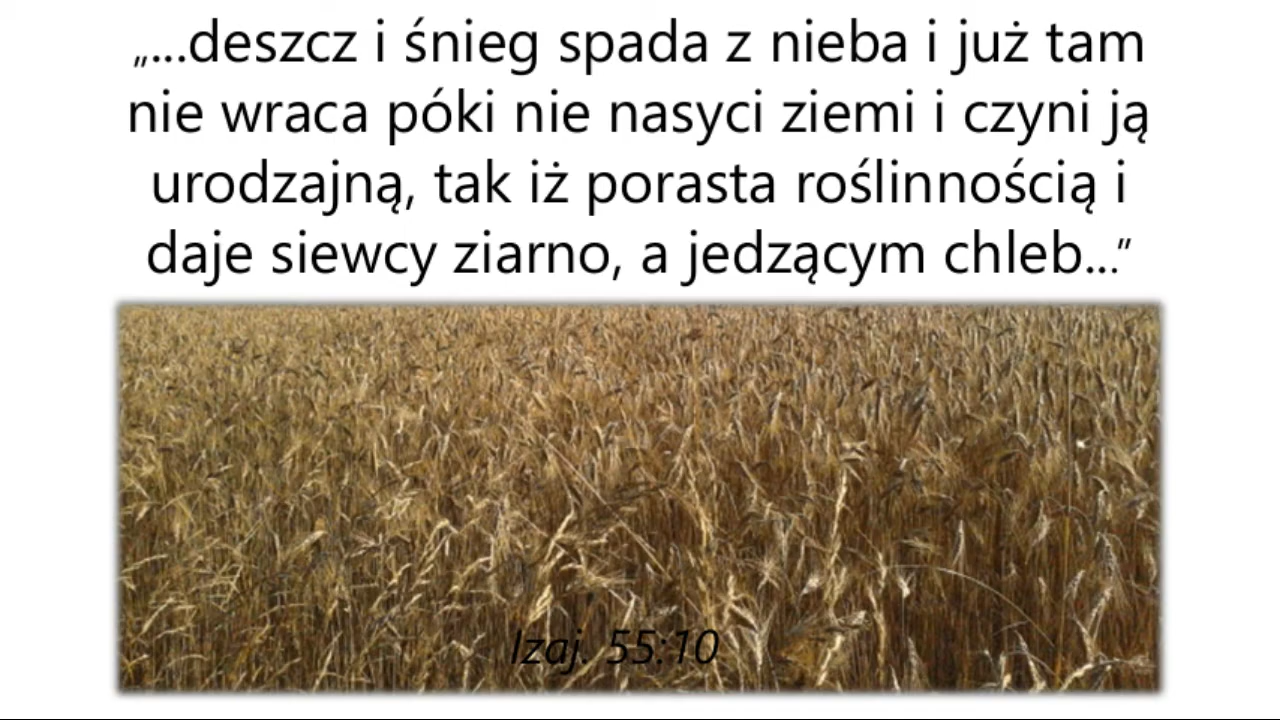 „...deszcz i śnieg spada z nieba i już tam
nie wraca póki nie nasyci ziemi i czyni ją
urodzajną, tak iż porasta roślinnością i
daje siewcy ziarno, a jedzącym chleb...”
Izaj. 55:10